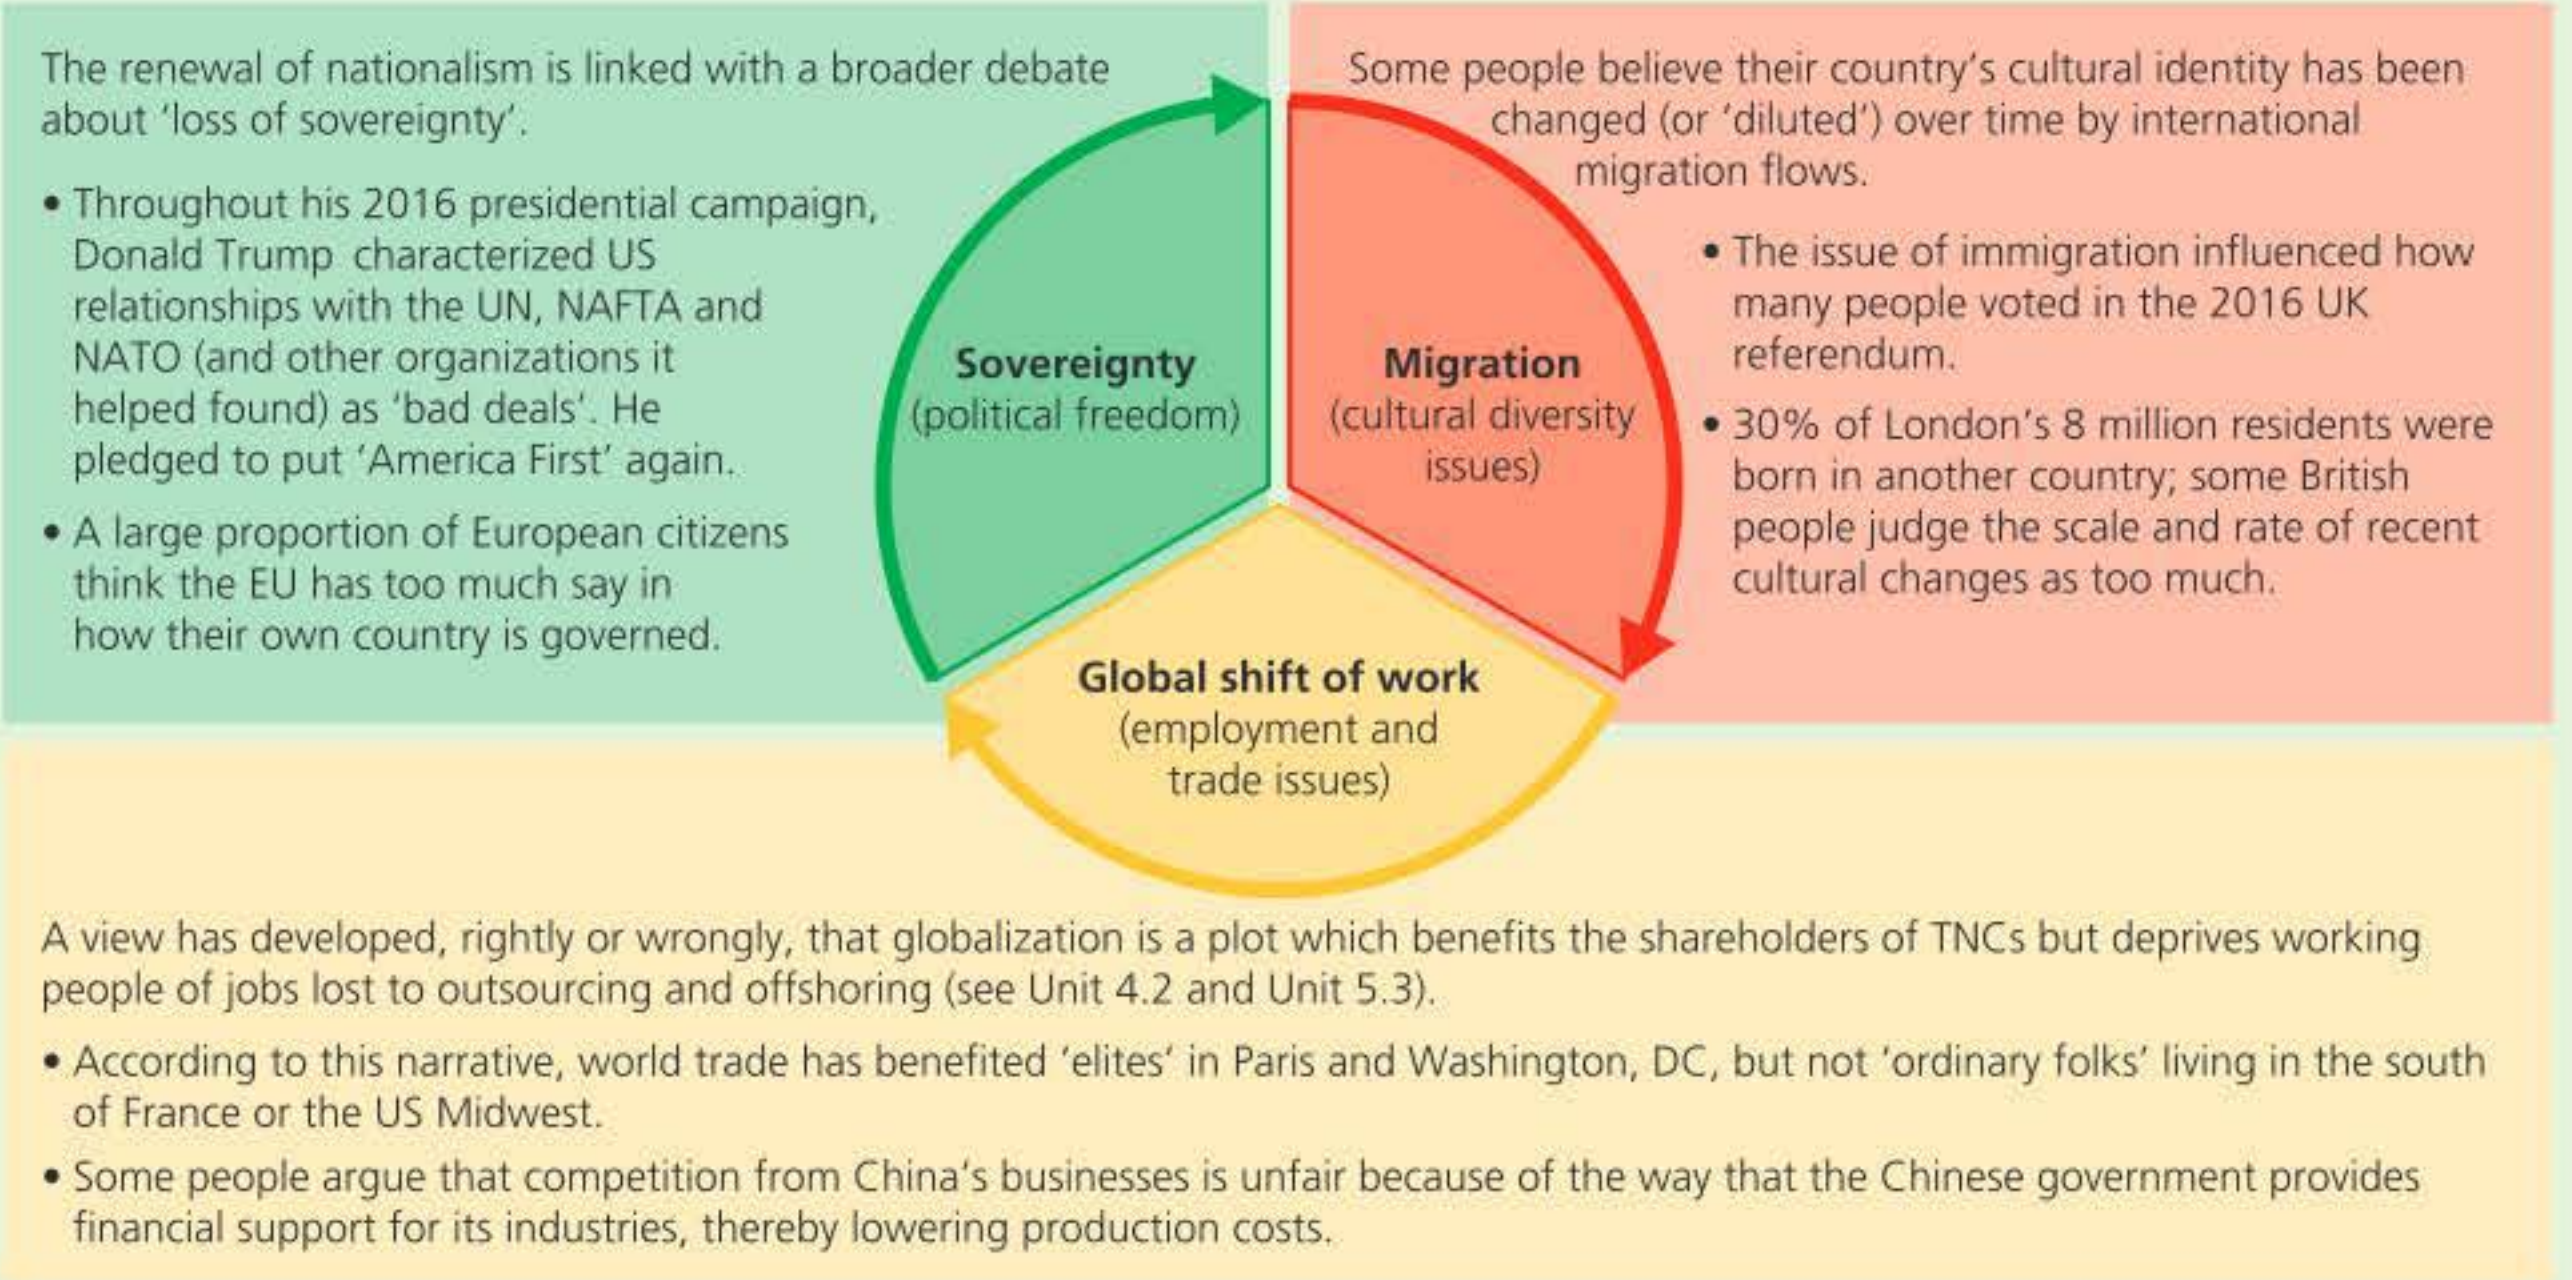 The renewal of nationalism is linked with a broader debate
about ‘loss of sovereignty’.
• Throughout his 2016 presidential campaign,
Donald Trump characterized US
relationships with the UN, NAFTA and
NATO (and other organizations it
helped found) as ‘bad deals’. He
pledged to put ‘America First’ again.
• A large proportion of European citizens
think the EU has too much say in
how their own country is governed.
Sovereignty
(political freedom)
Some people believe their country’s cultural identity has been
changed (or ‘diluted’) over time by international
migration flows.
• The issue of immigration influenced how
many people voted in the 2016 UK
referendum.
• 30% of London’s 8 million residents were
born in another country; some British
people judge the scale and rate of recent
cultural changes as too much.
Migration
(cultural diversity
issues)
Global shift of work
(employment and
trade issues)
A view has developed, rightly or wrongly, that globalization is a plot which benefits the shareholders of TNCs but deprives working
people of jobs lost to outsourcing and offshoring (see Unit 4.2 and Unit 5.3).
• According to this narrative, world trade has benefited ‘elites’ in Paris and Washington, DC, but not ‘ordinary folks’ living in the south
of France or the US Midwest.
• Some people argue that competition from China’s businesses is unfair because of the way that the Chinese government provides
financial support for its industries, thereby lowering production costs.